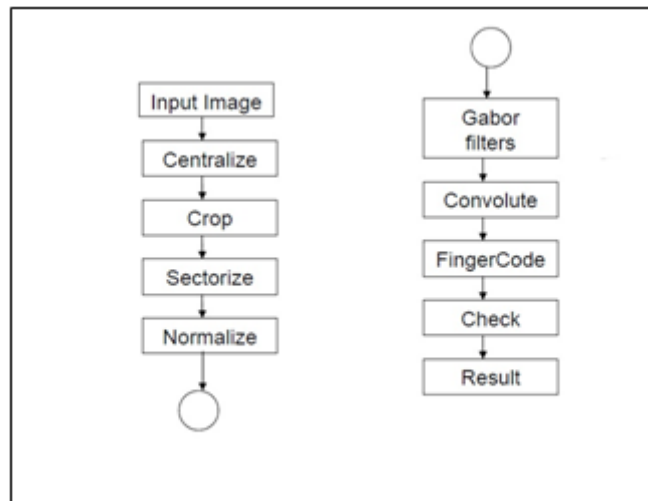 Input Image
Centralize
Crop
Sectorize
Normalize
Gabor
filters
Convolute
FingerCode
Check
Result